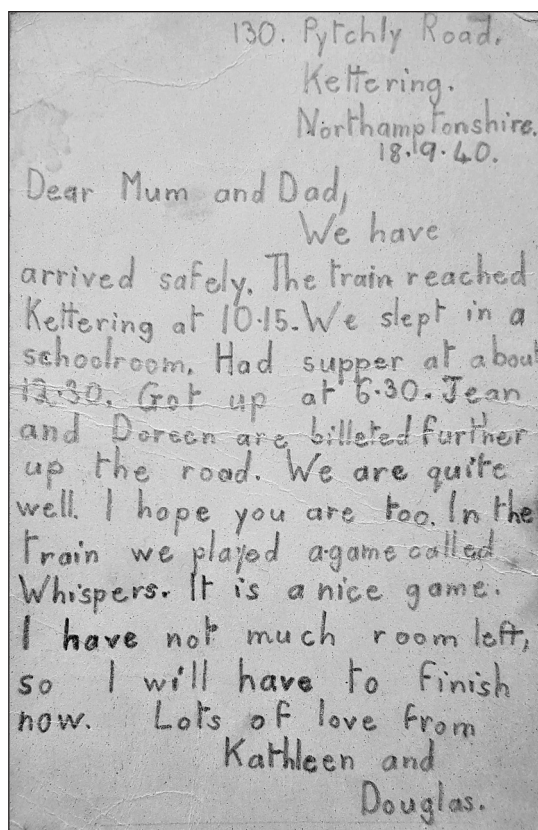 130. Pytchly Road.
Kettering.
Northamptonshire.
18.9.40.
Dear Mum and Dad,
We have
arrived safely. The train reached
Kettering at 10.15. We slept in a
schoolroom. Had supper at about
12.30. Got up at 6.30. Jean
and Doreen are billeted further
up the road. We are quite
well. I hope you are too. In the
train we played a game called
Whispers. It is a nice game.
I have not much room left,
so I will have to finish
now. Lots of love from
Kathleen and
Douglas.